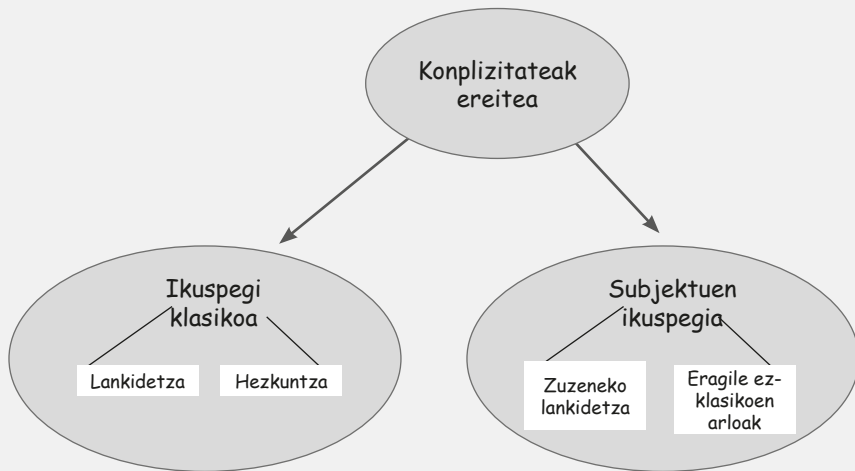 Konplizitateak
ereitea
Ikuspegi
klasikoa
Lankidetza
Hezkuntza
Subjektuen
ikuspegia
Zuzeneko
lankidetza
Eragile ez-
klasikoen
arloak